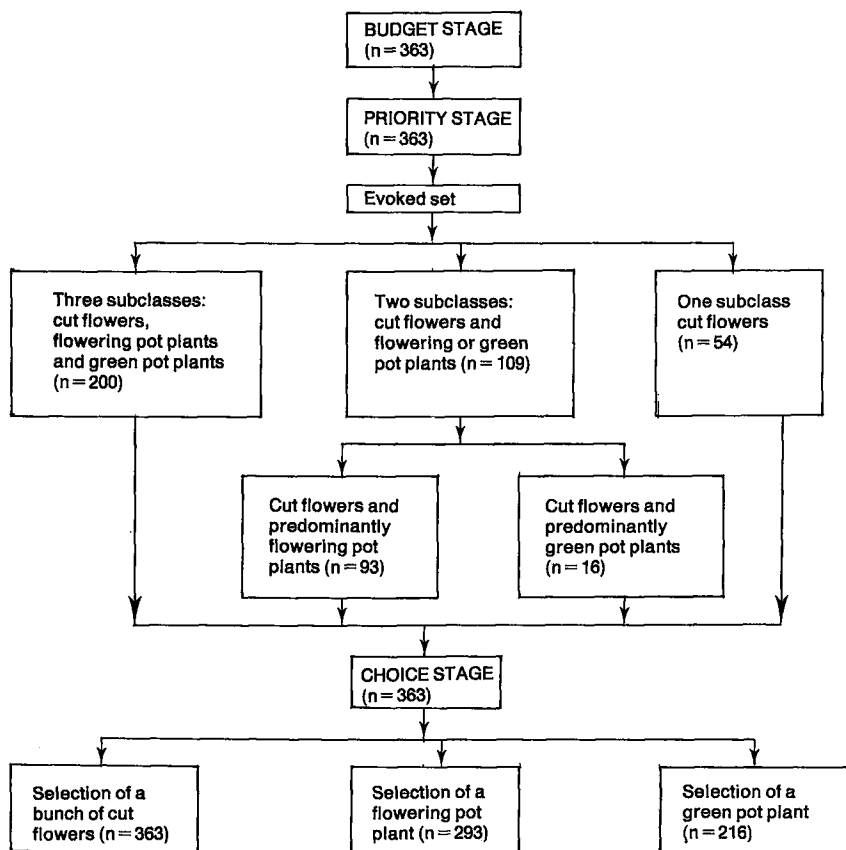 BUDGET STAGE
(n = 363)
PRIORITY STAGE
(n = 363)
Evoked set
Three subclasses:
cut flowers,
flowering pot plants
and green pot plants
(n = 200)
Two subclasses:
cut flowers and
flowering or green
pot plants (n = 109)
One subclass
cut flowers
(n = 54)
Cut flowers and
predominantly
flowering pot
plants (n = 93)
Cut flowers and
predominantly
green pot plants
(n = 16)
CHOICE STAGE
(n = 363)
Selection of a
bunch of cut
flowers (n = 363)
Selection of a
flowering pot
plant (n = 293)
Selection of a
green pot plant
(n = 216)